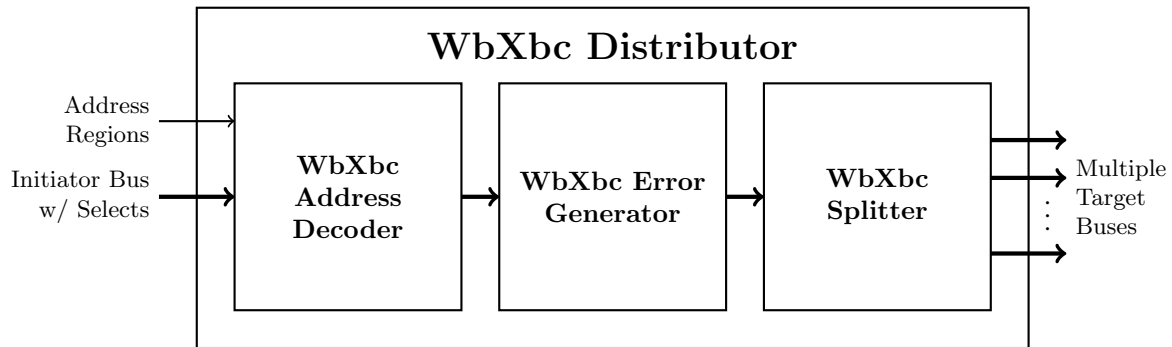 WbXbc Distributor
Address
Regions
Initiator Bus
w/ Selects
WbXbc
Address
Decoder
WbXbc Error
Generator
WbXbc
Splitter
Multiple
Target
Buses